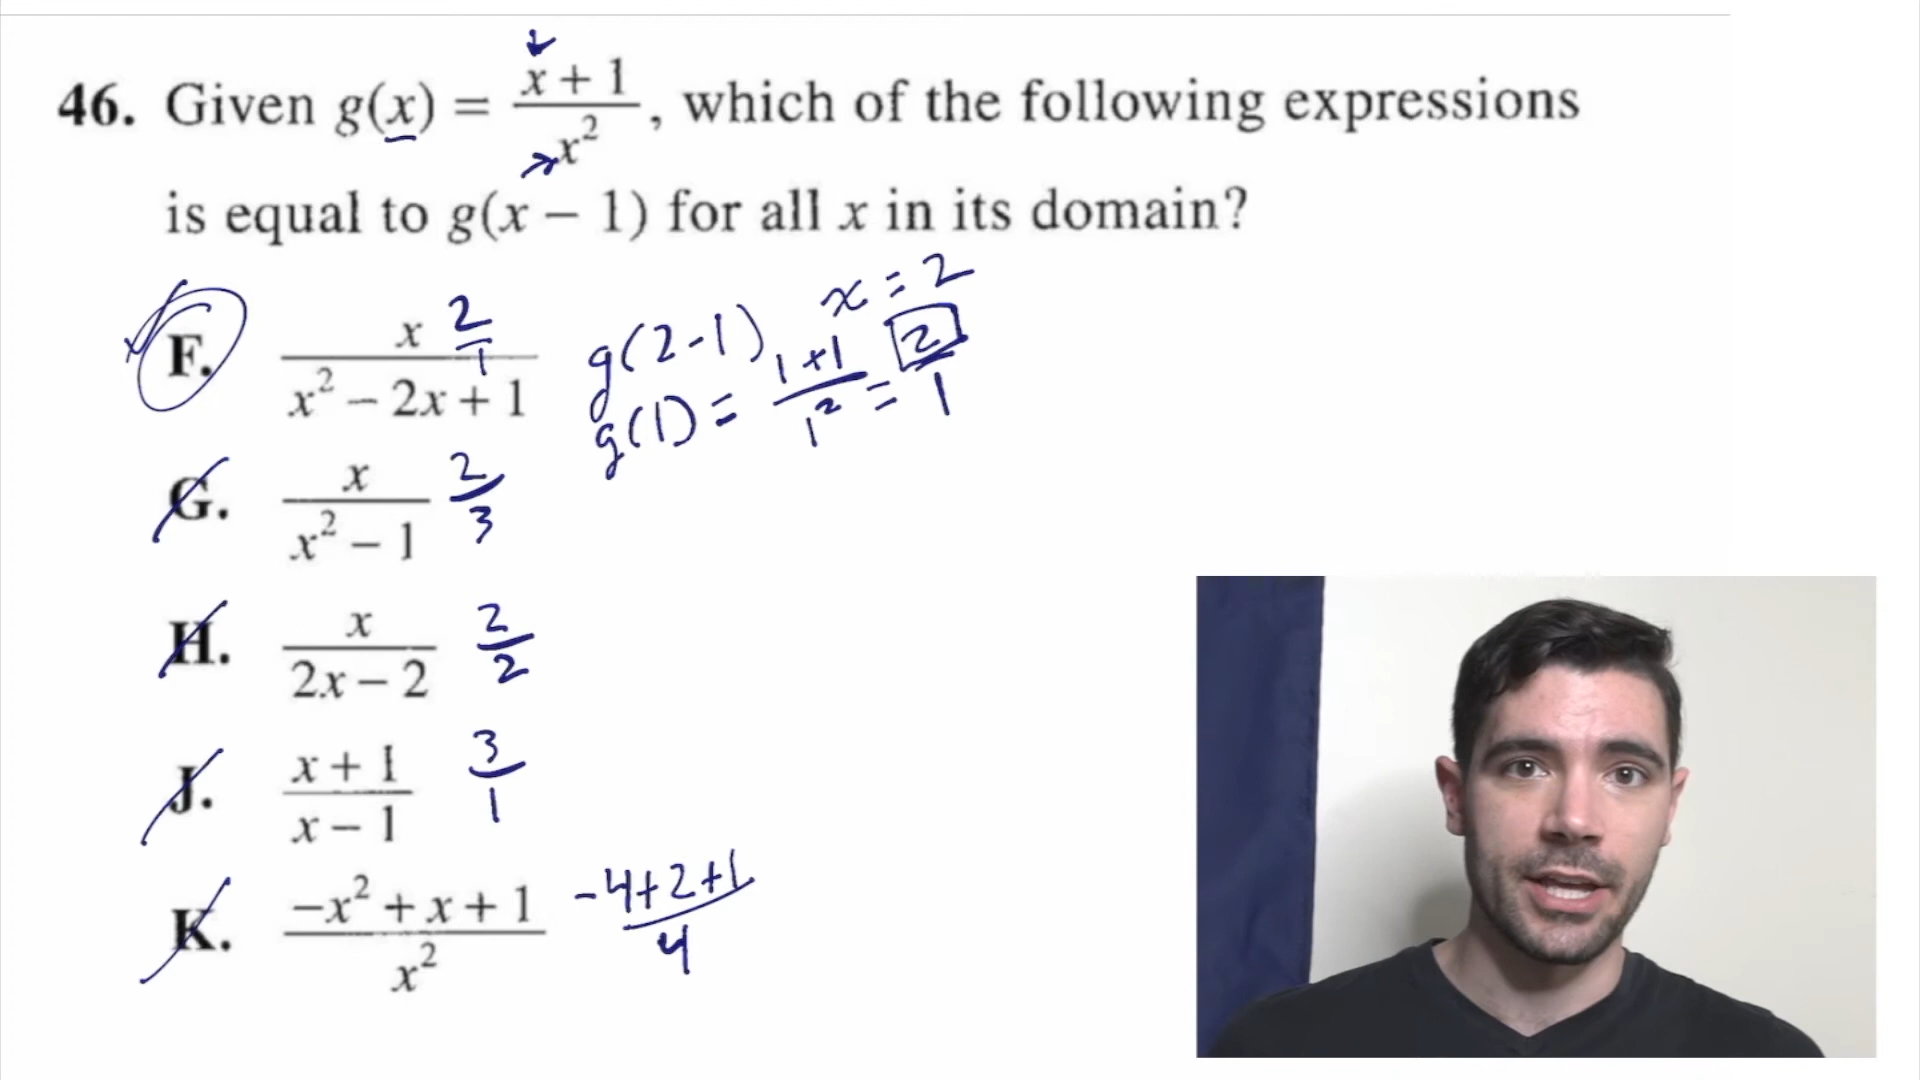 46. Given g(x) = x + 1 / x², which of the following expressions
is equal to g(x − 1) for all x in its domain?
x = 2
F. x / x² − 2x + 1 2/1
g(2-1)
g(1) = 1+1 / 1² = 2/1
G. x / x² − 1 2/3
H. x / 2x − 2 2/2
J. x + 1 / x − 1 3/1
K. −x² + x + 1 / x² -4+2+1 / 4